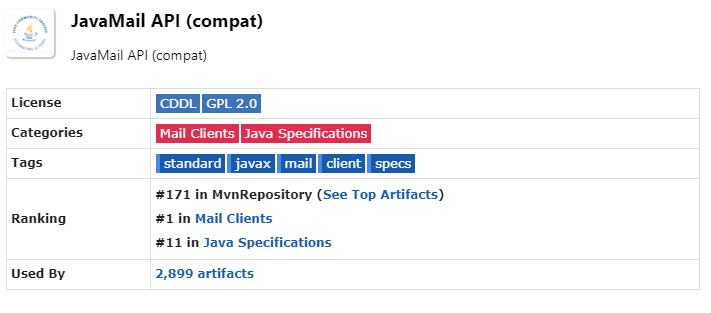 JavaMail API (compat)
JavaMail API (compat)
License CDDL GPL 2.0
Categories Mail Clients Java Specifications
Tags standard javax mail client specs
Ranking
#171 in MvnRepository (See Top Artifacts)
#1 in Mail Clients
#11 in Java Specifications
Used By 2,899 artifacts